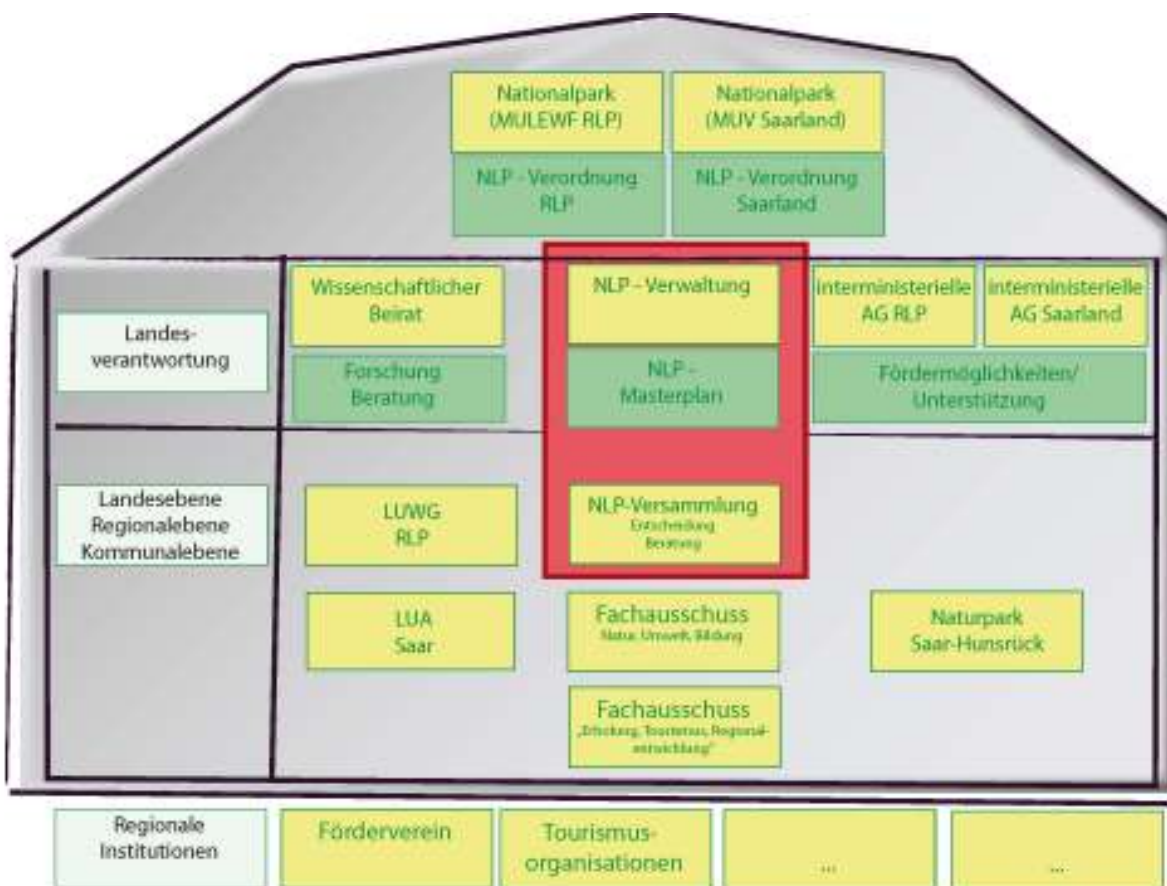 Nationalpark
(MULEWF RLP)
Nationalpark
(MUV Saarland)
NLP - Verordnung
RLP
NLP - Verordnung
Saarland
Landes-
verantwortung
Wissenschaftlicher
Beirat
Forschung
Beratung
NLP - Verwaltung
NLP -
Masterplan
interministerielle
AG RLP
interministerielle
AG Saarland
Fördermöglichkeiten/
Unterstützung
Landesebene
Regionalebene
Kommunalebene
LUWG
RLP
NLP-Versammlung
Entscheidung
Beratung
LUA
Saar
Fachausschuss
Natur, Umwelt, Bildung
Naturpark
Saar-Hunsrück
Fachausschuss
„Erholung, Tourismus, Regional-
entwicklung"
Regionale
Institutionen
Förderverein
Tourismus-
organisationen
...
...